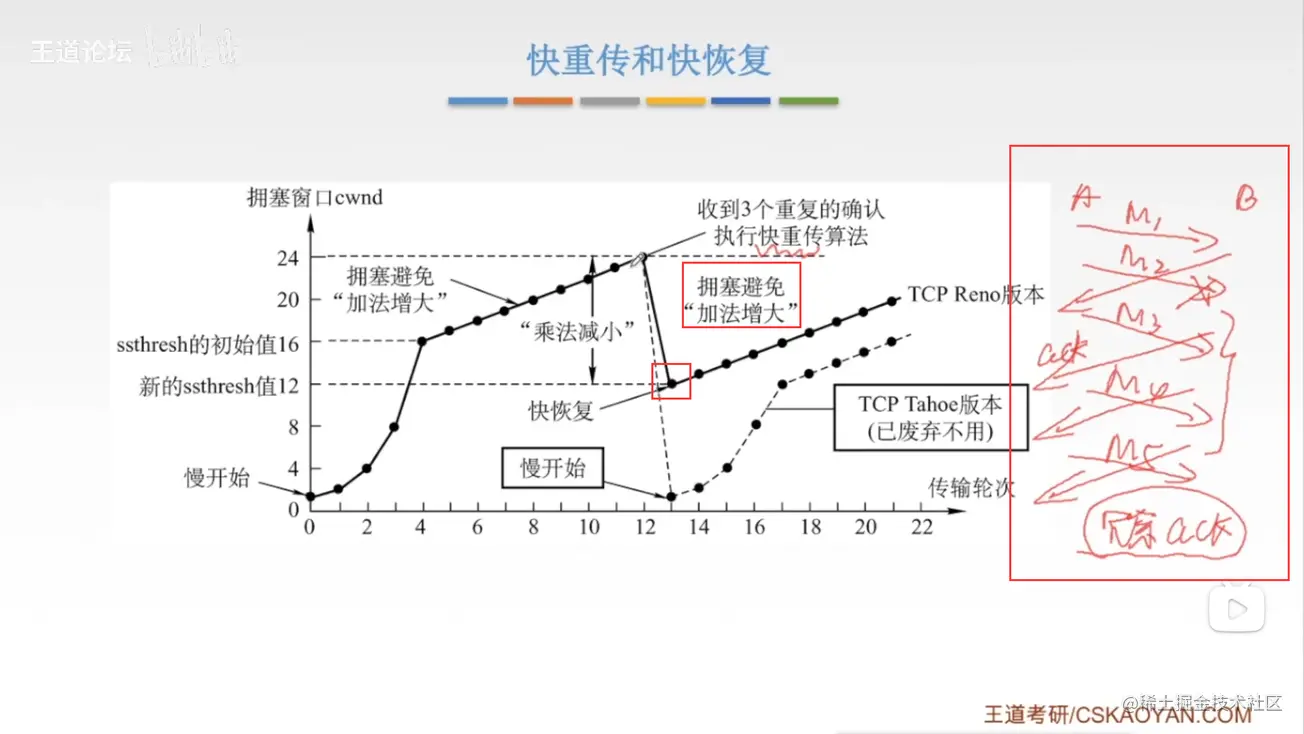 王道论坛
快重传和快恢复
拥塞窗口cwnd
收到3个重复的确认
执行快重传算法
24
拥塞避免
“加法增大”
20
“乘法减小”
拥塞避免
“加法增大”
TCP Reno版本
ssthresh的初始值16
新的ssthresh值12
快恢复
TCP Tahoe版本
(已废弃不用)
8
4
慢开始
慢开始
传输轮次
0
0 2 4 6 8 10 12 14 16 18 20 22
A B
M1
M2
M3
ack
M4
M5
冗余ack
@稀土掘金技术社区
王道考研/CSKAOYAN.COM